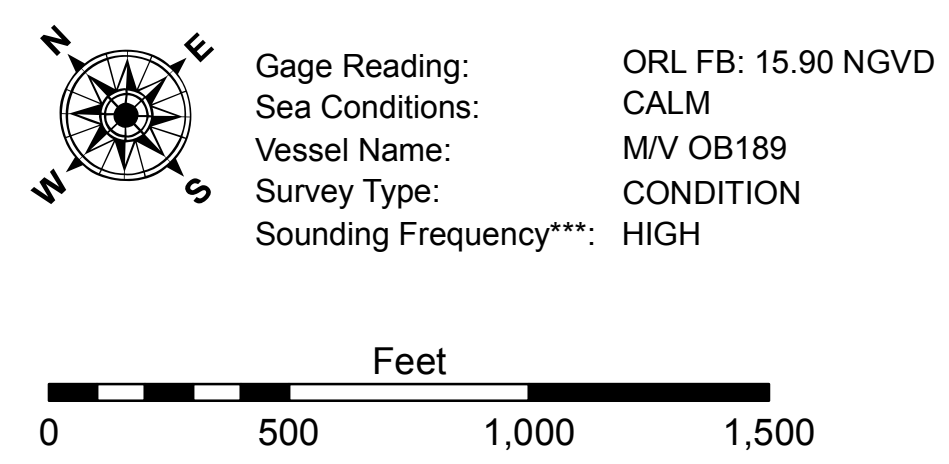 N E
W S
Gage Reading: ORL FB: 15.90 NGVD
Sea Conditions: CALM
Vessel Name: M/V OB189
Survey Type: CONDITION
Sounding Frequency***: HIGH
Feet
0 500 1,000 1,500